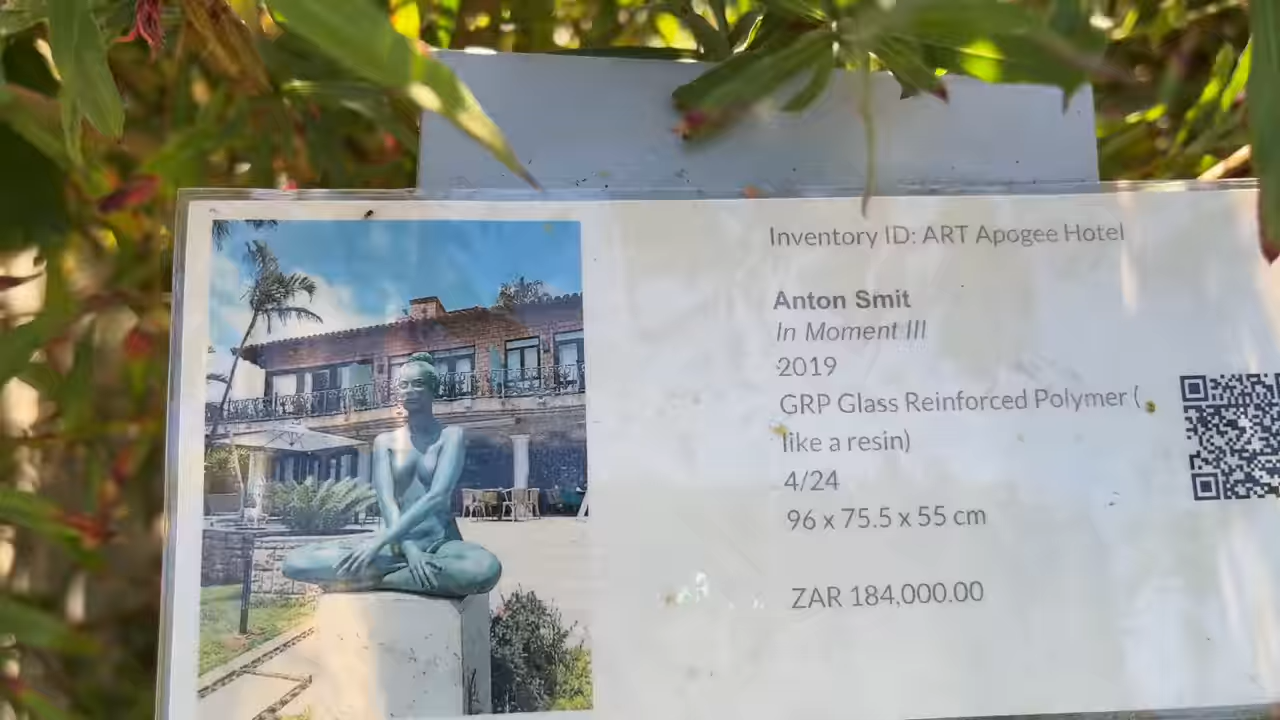 Inventory ID: ART Apogee Hotel
Anton Smit
In Moment III
2019
GRP Glass Reinforced Polymer (
like a resin)
4/24
96 x 75.5 x 55 cm
ZAR 184,000.00